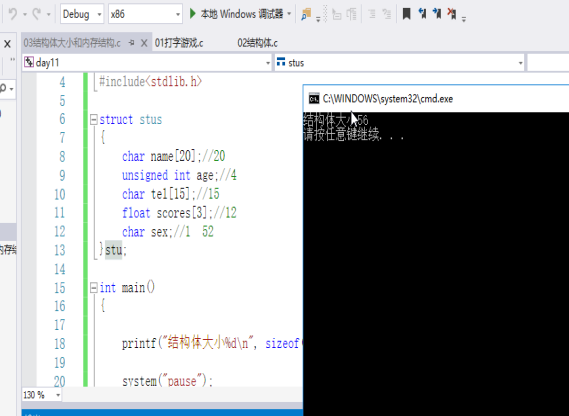 Debug x86 本地 Windows 调试器
03结构体大小和内存结构.c 01打字游戏.c 02结构体.c
day11 stus
4 #include<stdlib.h>
5
6 struct stus
7 {
8 char name[20];//20
9 unsigned int age;//4
10 char tel[15];//15
11 float scores[3];//12
12 char sex;//1 52
13 }stu;
14
15 int main()
16 {
17
18 printf("结构体大小%d\n", sizeof(
19
20 system("pause");
130 %
C:\WINDOWS\system32\cmd.exe
结构体大小56
请按任意键继续. . .